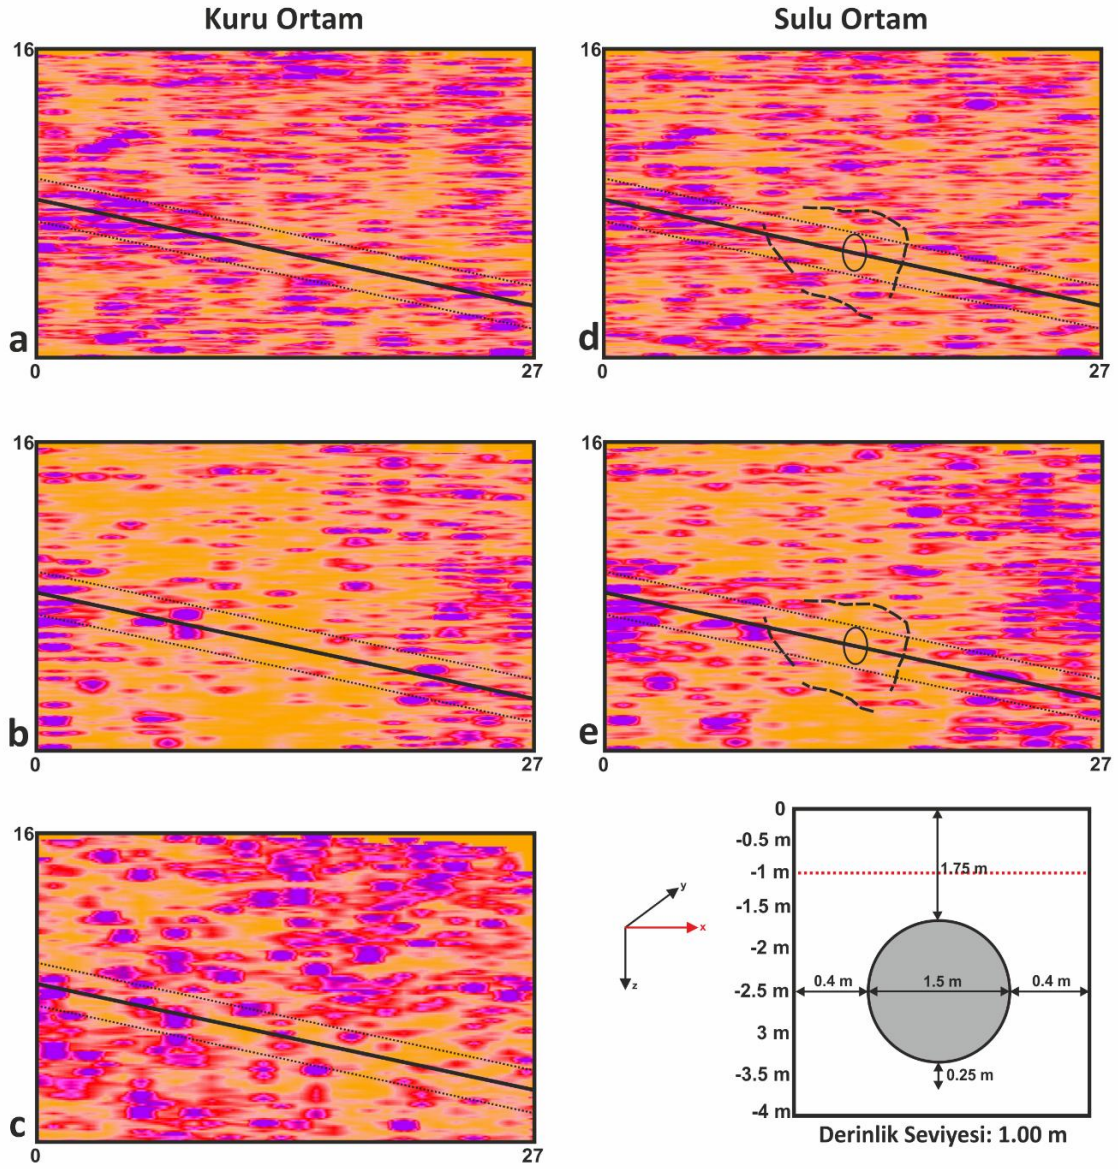 Kuru Ortam
Sulu Ortam
16
a
0
27
16
d
0
27
16
b
0
27
16
e
0
27
16
c
0
27
y
x
z
0
-0.5 m
-1 m
-1.5 m
-2 m
-2.5 m
3 m
-3.5 m
-4 m
1.75 m
0.4 m
1.5 m
0.4 m
0.25 m
Derinlik Seviyesi: 1.00 m